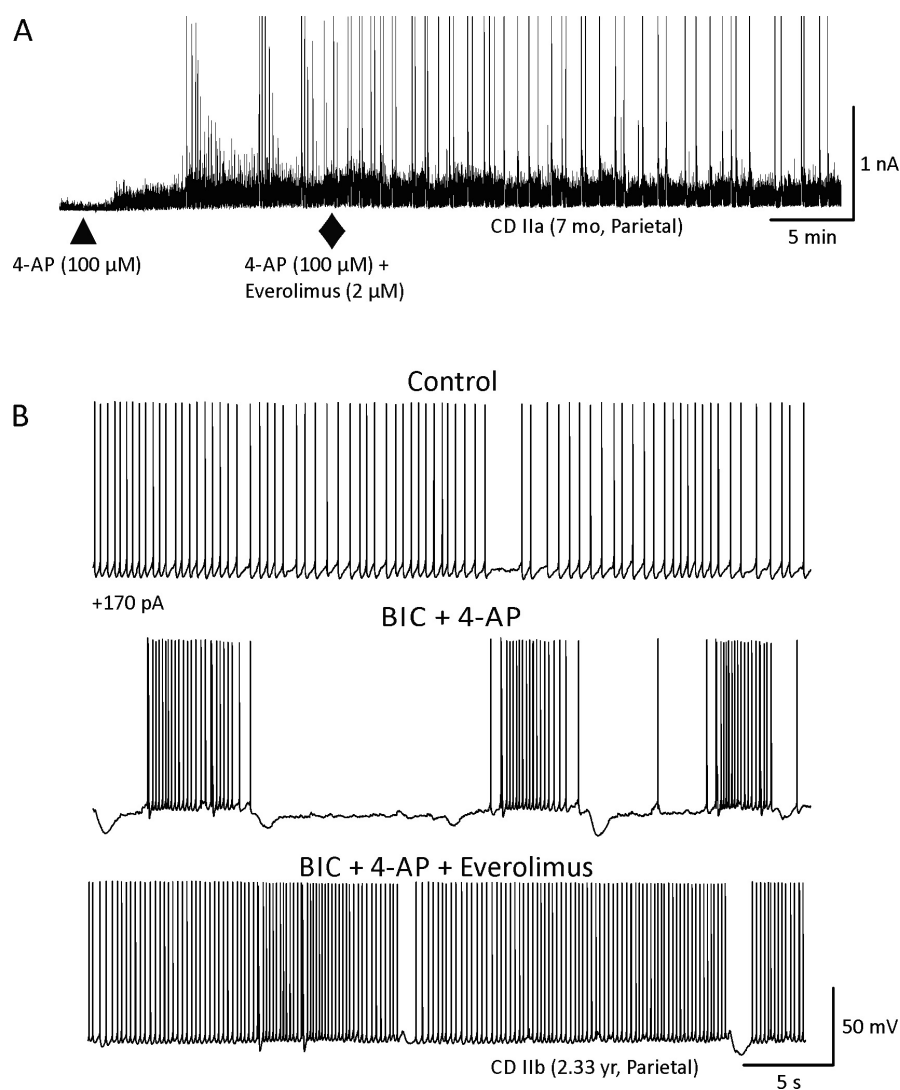 A
1 nA
CD IIa (7 mo, Parietal)
5 min
4-AP (100 µM)
4-AP (100 µM) +
Everolimus (2 µM)
Control
B
+170 pA
BIC + 4-AP
BIC + 4-AP + Everolimus
50 mV
CD IIb (2.33 yr, Parietal)
5 s